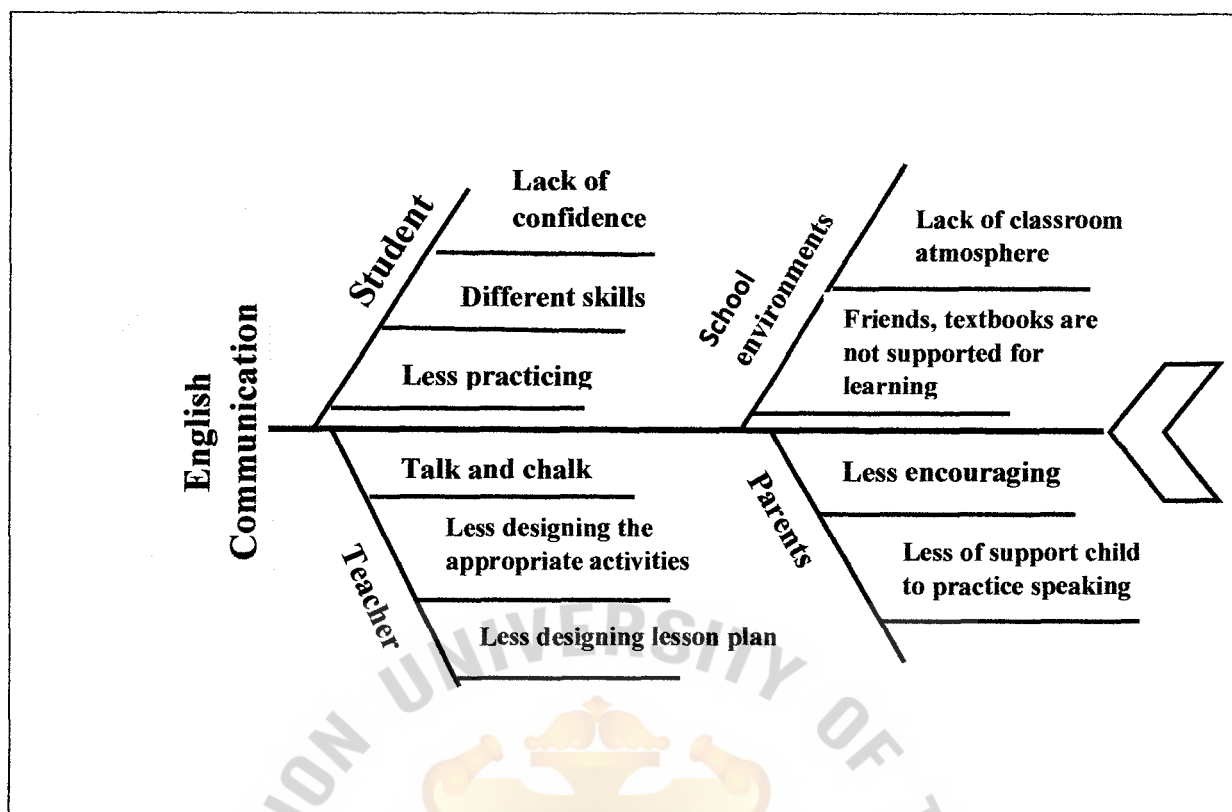 English
Communication
Student
Lack of
confidence
Different skills
Less practicing
School
environments
Lack of classroom
atmosphere
Friends, textbooks are
not supported for
learning
Teacher
Talk and chalk
Less designing the
appropriate activities
Less designing lesson plan
Parents
Less encouraging
Less of support child
to practice speaking
UNIVERSITY OF